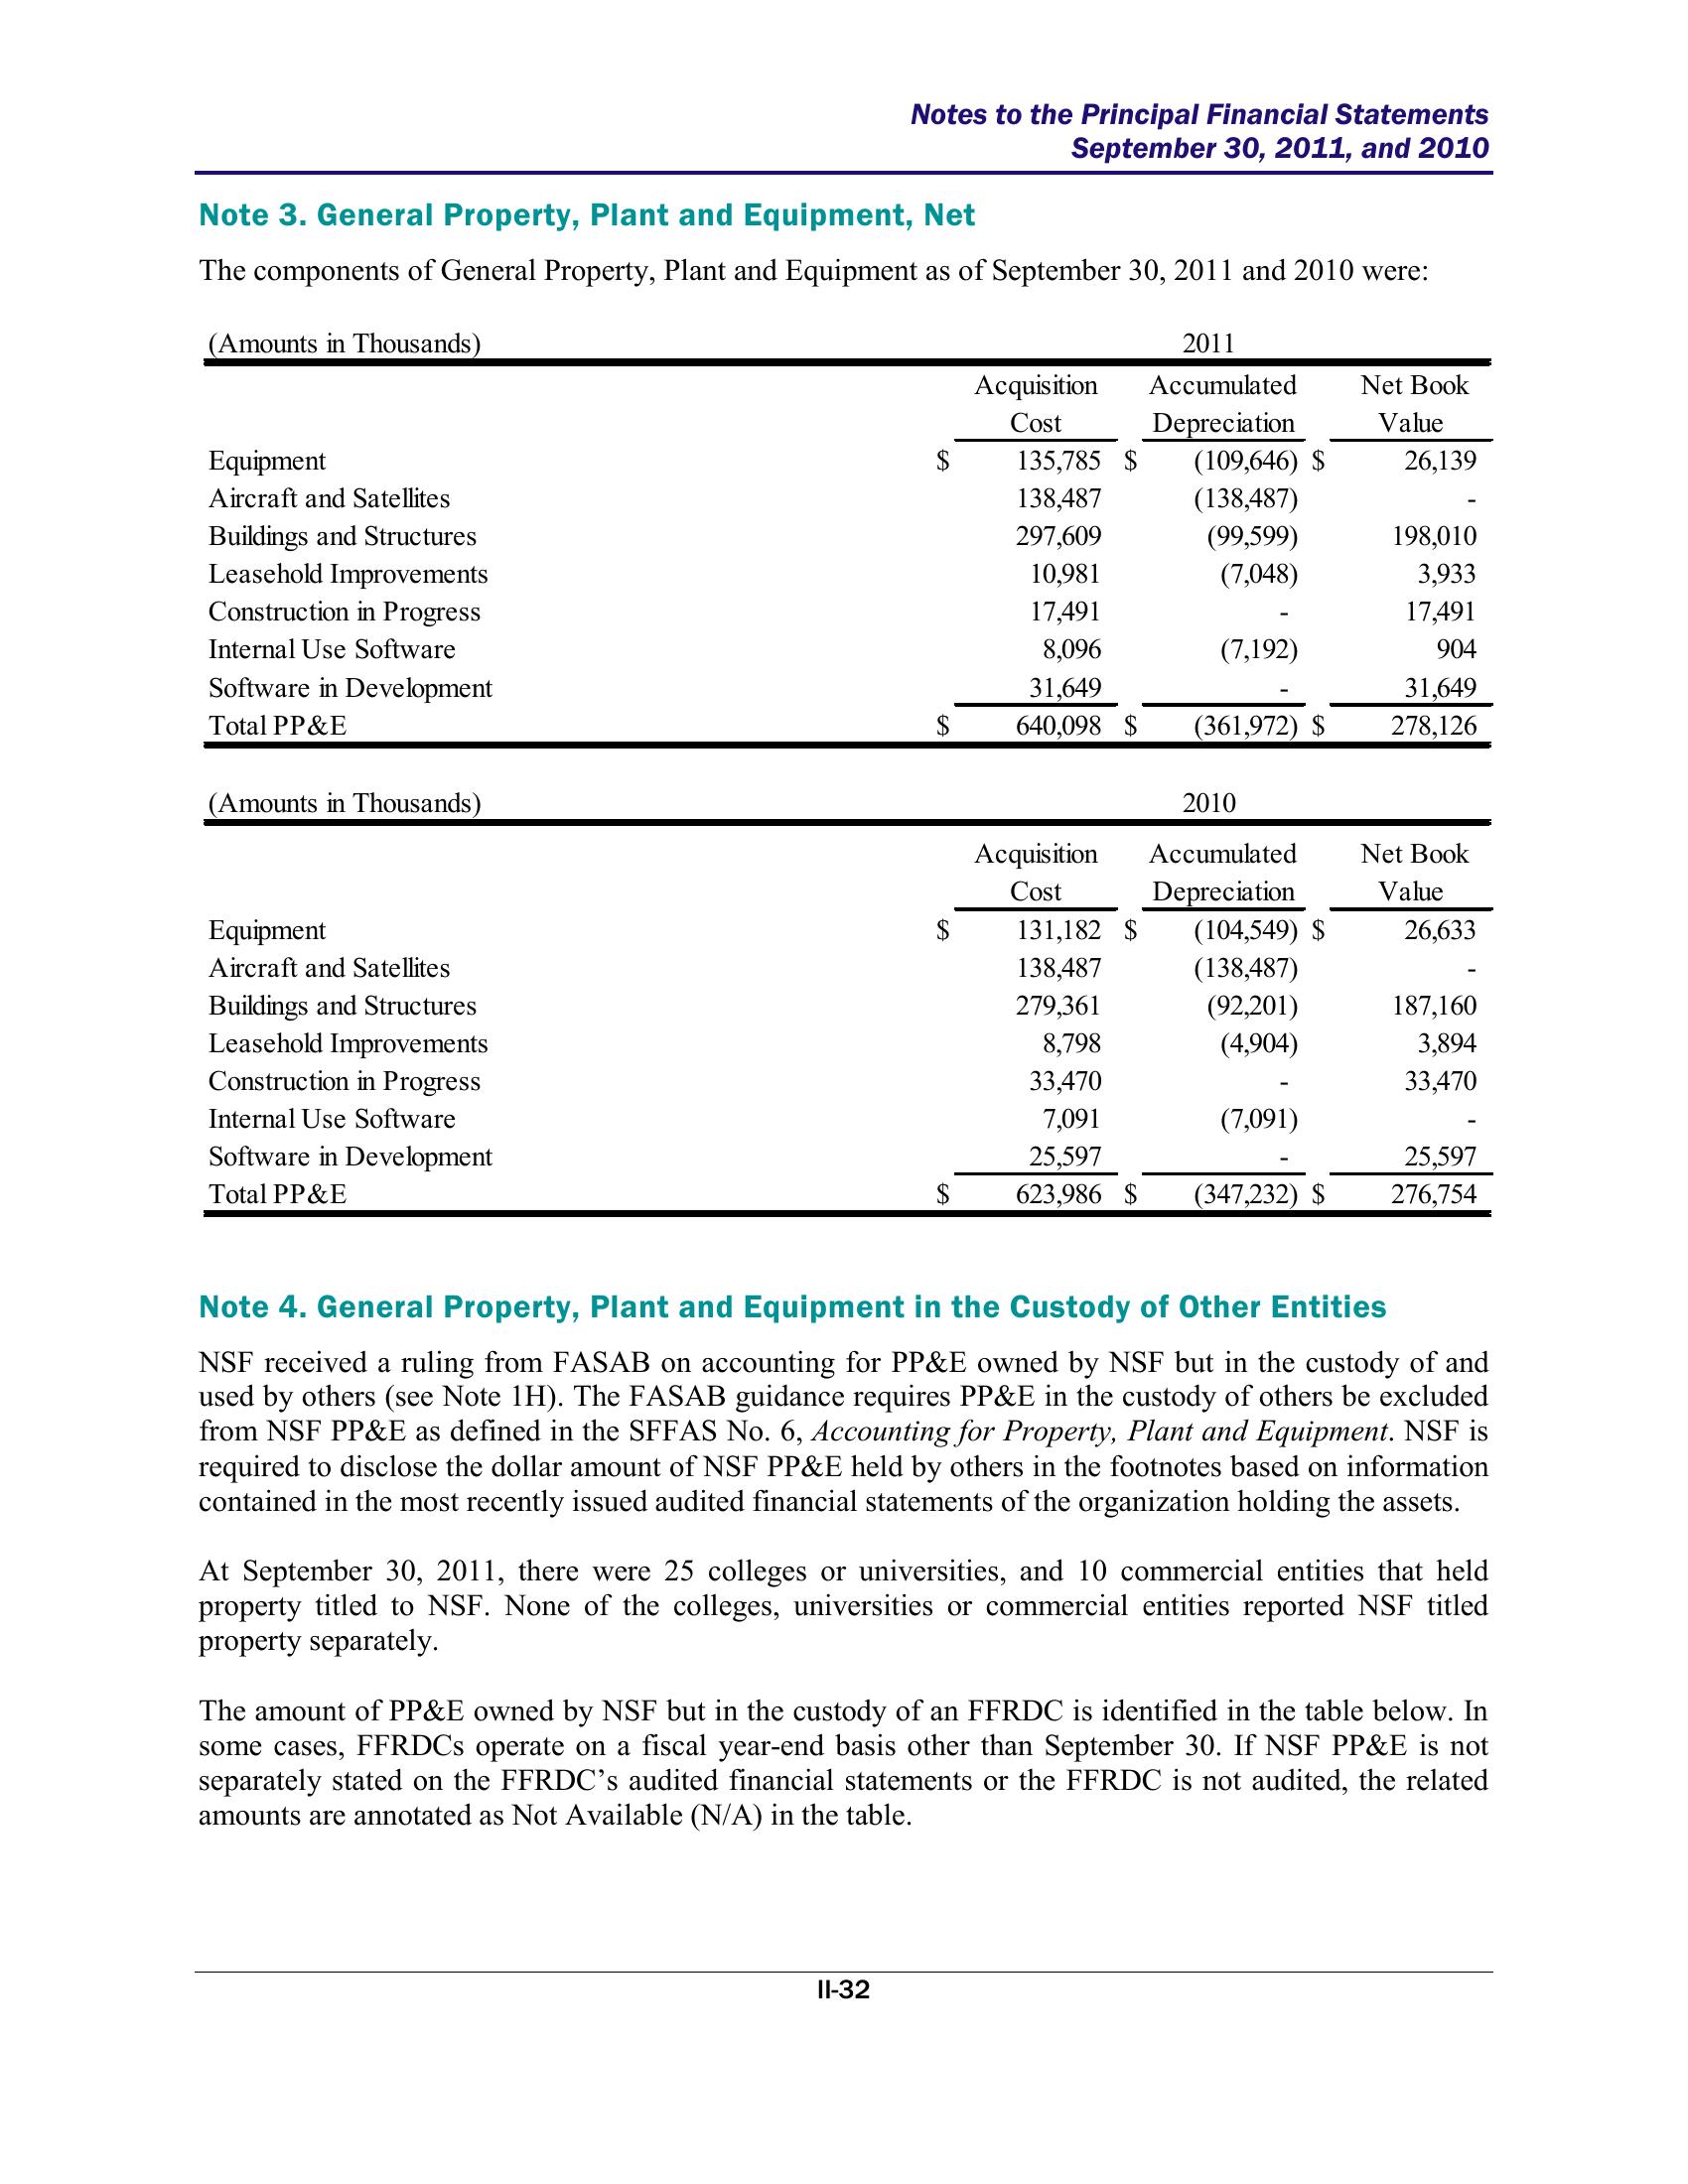 Notes to the Principal Financial Statements
September 30, 2011, and 2010
Note 3. General Property, Plant and Equipment, Net
The components of General Property, Plant and Equipment as of September 30, 2011 and 2010 were:
(Amounts in Thousands) 2011
Acquisition Accumulated Net Book
Cost Depreciation Value
Equipment $ 135,785 $ (109,646) $ 26,139
Aircraft and Satellites 138,487 (138,487) -
Buildings and Structures 297,609 (99,599) 198,010
Leasehold Improvements 10,981 (7,048) 3,933
Construction in Progress 17,491 - 17,491
Internal Use Software 8,096 (7,192) 904
Software in Development 31,649 - 31,649
Total PP&E $ 640,098 $ (361,972) $ 278,126
(Amounts in Thousands) 2010
Acquisition Accumulated Net Book
Cost Depreciation Value
Equipment $ 131,182 $ (104,549) $ 26,633
Aircraft and Satellites 138,487 (138,487) -
Buildings and Structures 279,361 (92,201) 187,160
Leasehold Improvements 8,798 (4,904) 3,894
Construction in Progress 33,470 - 33,470
Internal Use Software 7,091 (7,091) -
Software in Development 25,597 - 25,597
Total PP&E $ 623,986 $ (347,232) $ 276,754
Note 4. General Property, Plant and Equipment in the Custody of Other Entities
NSF received a ruling from FASAB on accounting for PP&E owned by NSF but in the custody of and
used by others (see Note 1H). The FASAB guidance requires PP&E in the custody of others be excluded
from NSF PP&E as defined in the SFFAS No. 6, Accounting for Property, Plant and Equipment. NSF is
required to disclose the dollar amount of NSF PP&E held by others in the footnotes based on information
contained in the most recently issued audited financial statements of the organization holding the assets.
At September 30, 2011, there were 25 colleges or universities, and 10 commercial entities that held
property titled to NSF. None of the colleges, universities or commercial entities reported NSF titled
property separately.
The amount of PP&E owned by NSF but in the custody of an FFRDC is identified in the table below. In
some cases, FFRDCs operate on a fiscal year-end basis other than September 30. If NSF PP&E is not
separately stated on the FFRDC’s audited financial statements or the FFRDC is not audited, the related
amounts are annotated as Not Available (N/A) in the table.
II-32